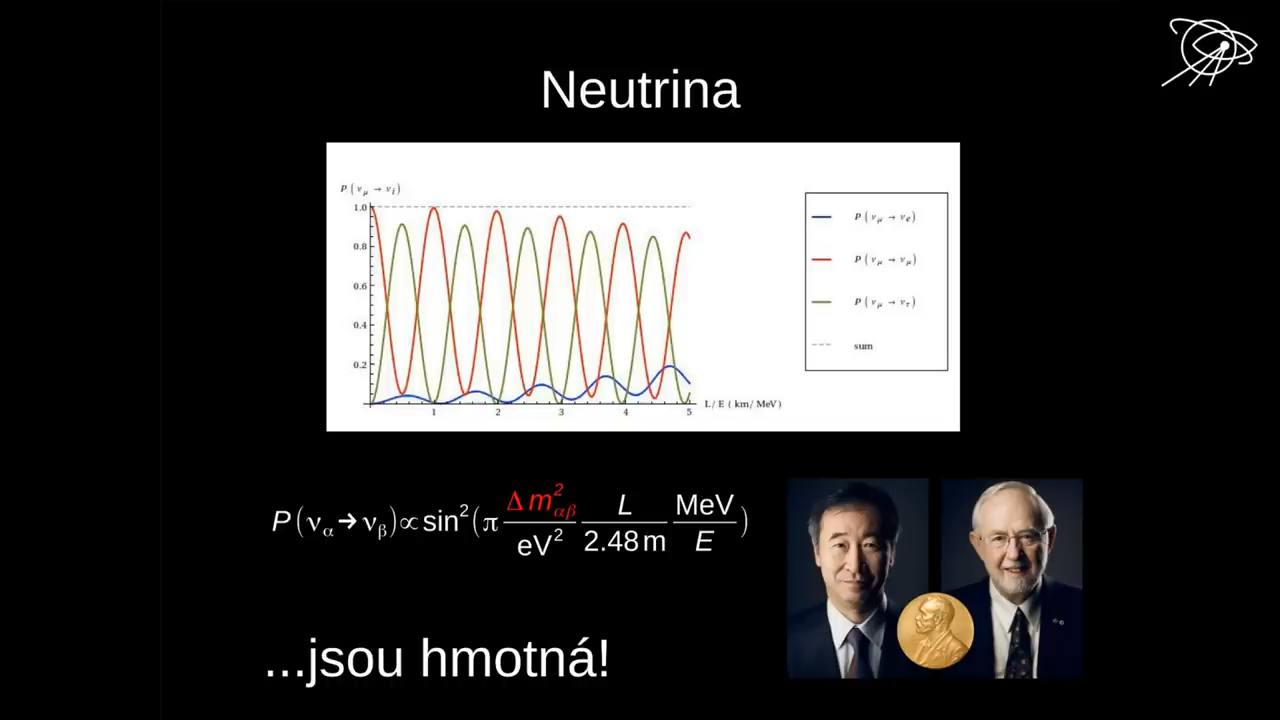 Neutrina
P ( ν_μ → ν_f )
1.0
0.8
0.6
0.4
0.2
1 2 3 4 5
L / E ( km / MeV )
P ( ν_μ → ν_e )
P ( ν_μ → ν_μ )
P ( ν_μ → ν_τ )
sum
P(ν_α → ν_β) ∝ sin²(π Δm²_αβ / eV² L / 2.48 m MeV / E)
...jsou hmotná!